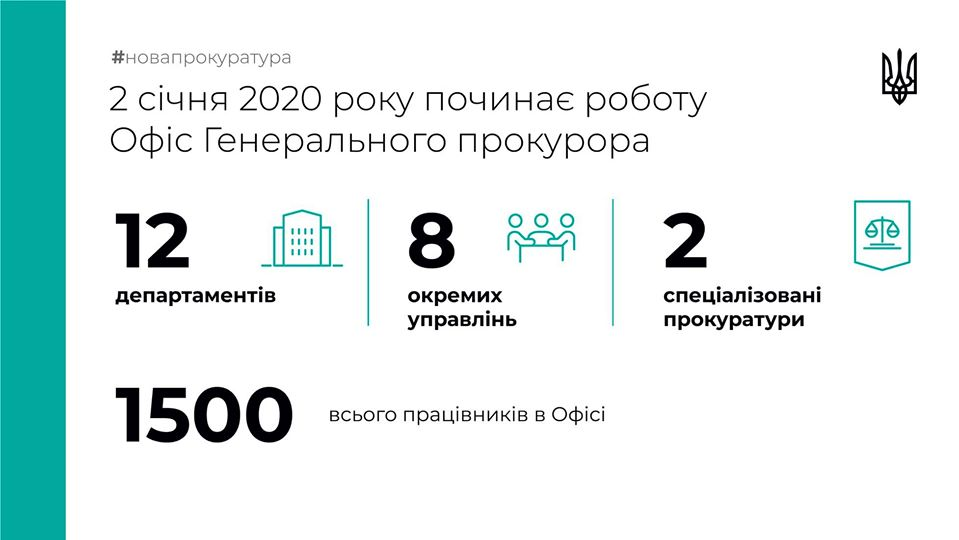 #новапрокуратура
2 січня 2020 року починає роботу
Офіс Генерального прокурора
12
департаментів
8
окремих
управлінь
2
спеціалізовані
прокуратури
1500
всього працівників в Офісі